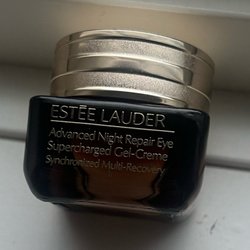 ESTĒE LAUDER
Advanced Night Repair Eye
Supercharged Gel-Creme
Synchronized Multi-Recovery